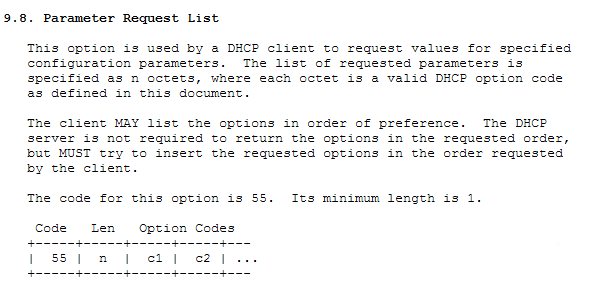 9.8. Parameter Request List
This option is used by a DHCP client to request values for specified
configuration parameters.  The list of requested parameters is
specified as n octets, where each octet is a valid DHCP option code
as defined in this document.
The client MAY list the options in order of preference.  The DHCP
server is not required to return the options in the requested order,
but MUST try to insert the requested options in the order requested
by the client.
The code for this option is 55.  Its minimum length is 1.
Code   Len   Option Codes
+-----+-----+-----+-----+---
|  55 |  n  |  c1 |  c2 | ...
+-----+-----+-----+-----+---